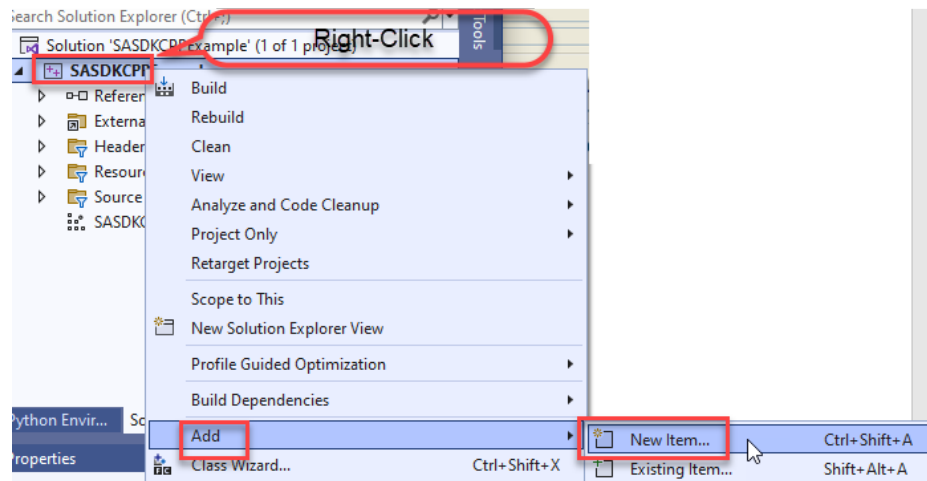 Search Solution Explorer (Ctrl+;)
Solution 'SASDKCPPExample' (1 of 1 project)
Right-Click
Tools
SASDKCPP
Build
Rebuild
Clean
View
Analyze and Code Cleanup
Project Only
Retarget Projects
Scope to This
New Solution Explorer View
Profile Guided Optimization
Build Dependencies
Add
Class Wizard... Ctrl+Shift+X
New Item... Ctrl+Shift+A
Existing Item... Shift+Alt+A
Referen
Externa
Header
Resour
Source
SASDKC
Python Envir... So
Properties